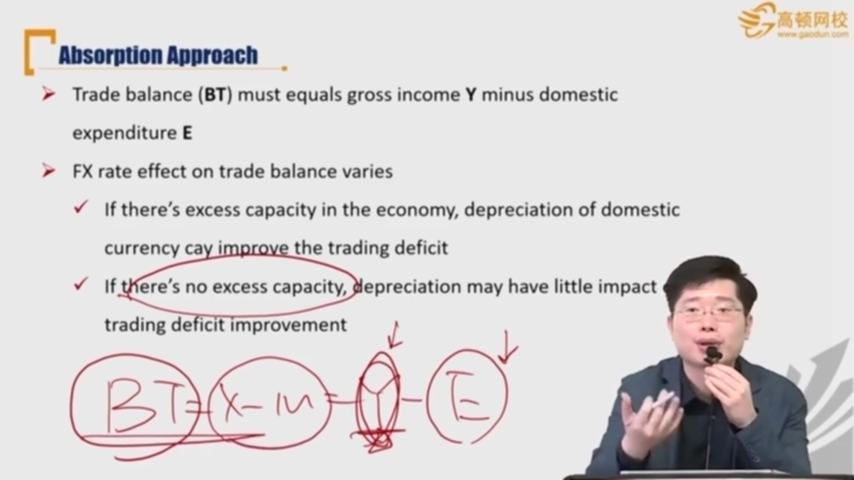 高顿网校
www.gaodun.com
Absorption Approach
Trade balance (BT) must equals gross income Y minus domestic
expenditure E
FX rate effect on trade balance varies
If there's excess capacity in the economy, depreciation of domestic
currency cay improve the trading deficit
If there's no excess capacity, depreciation may have little impact
trading deficit improvement
BT = X - M = Y - E